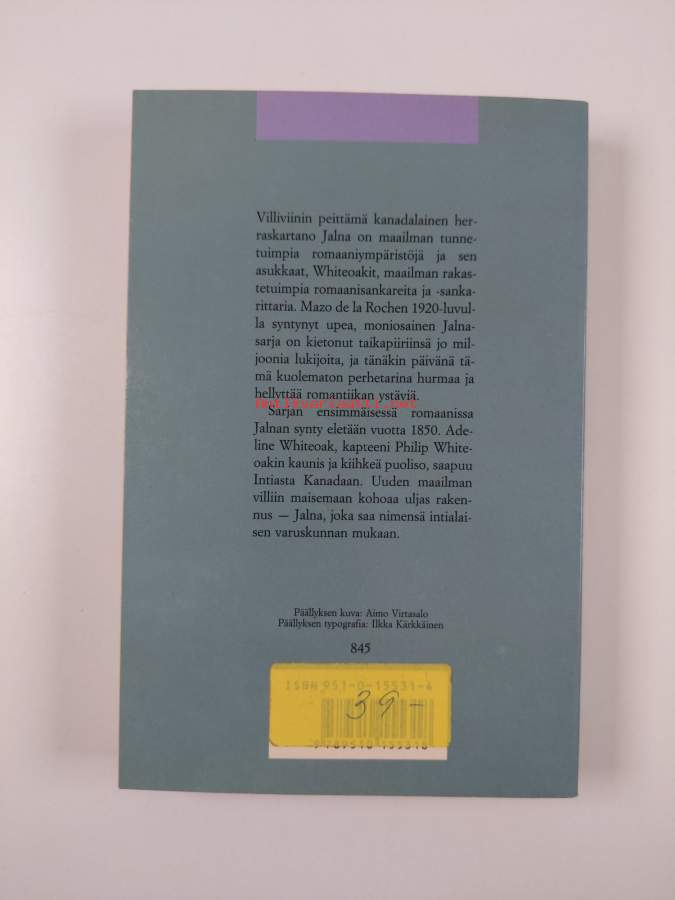 Villiviinin peittämä kanadalainen her-
raskartano Jalna on maailman tunne-
tuimpia romaaniympäristöjä ja sen
asukkaat, Whiteoakit, maailman rakas-
tetuimpia romaanisankareita ja -sanka-
rittaria. Mazo de la Rochen 1920-luvul-
la syntynyt upea, moniosainen Jalna-
sarja on kietonut taikapiiriinsä jo mil-
joonia lukijoita, ja tänäkin päivänä tä-
mä kuolematon perhetarina hurmaa ja
hellyttää romantiikan ystäviä.
Sarjan ensimmäisessä romaanissa
Jalnan synty eletään vuotta 1850. Ade-
line Whiteoak, kapteeni Philip White-
oakin kaunis ja kiihkeä puoliso, saapuu
Intiasta Kanadaan. Uuden maailman
villiin maisemaan kohoaa uljas raken-
nus — Jalna, joka saa nimensä intialai-
sen varuskunnan mukaan.
Päällyksen kuva: Aimo Virtasalo
Päällyksen typografia: Ilkka Kärkkäinen
845
ISBN 951-0-15531-4
39-